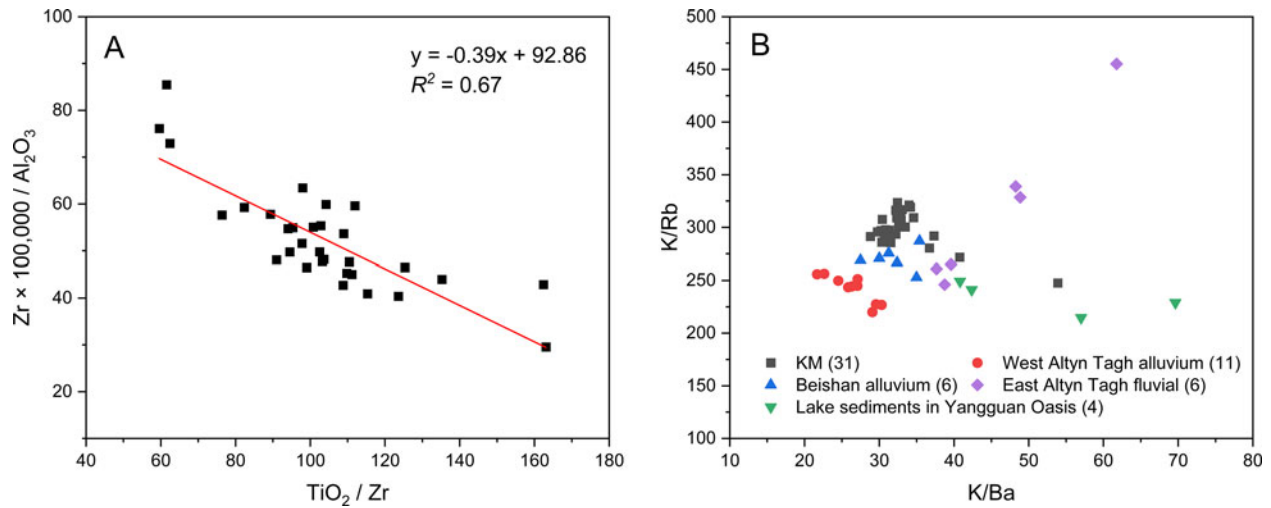 A
y = -0.39x + 92.86
R² = 0.67
100
80
60
40
20
Zr × 100,000 / Al₂O₃
40 60 80 100 120 140 160 180
TiO₂ / Zr
B
500
450
400
350
300
250
200
150
100
K/Rb
KM (31) West Altyn Tagh alluvium (11)
Beishan alluvium (6) East Altyn Tagh fluvial (6)
Lake sediments in Yangguan Oasis (4)
10 20 30 40 50 60 70 80
K/Ba